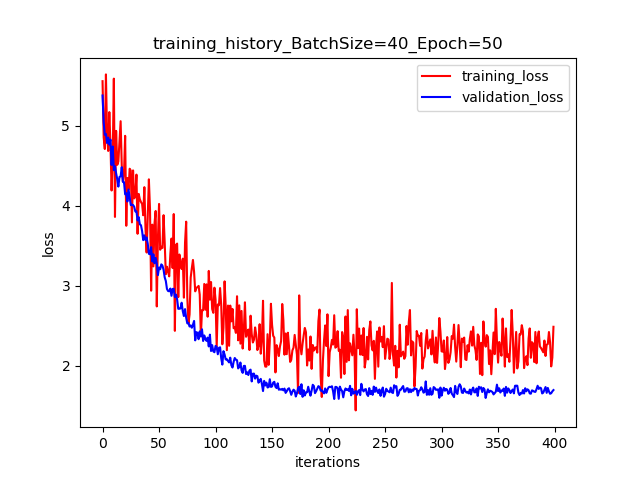 training_history_BatchSize=40_Epoch=50
training_loss
validation_loss
loss
5
4
3
2
0 50 100 150 200 250 300 350 400
iterations